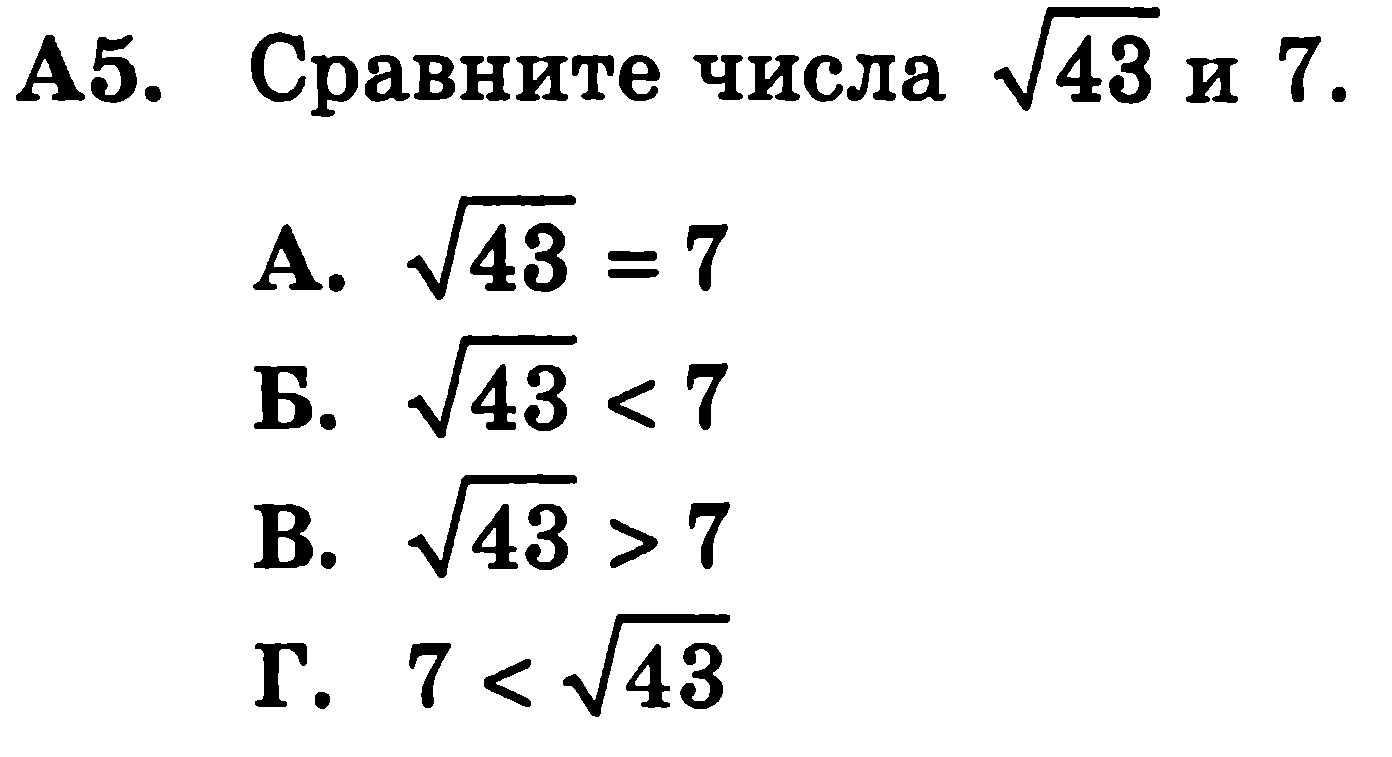 А5. Сравните числа √43 и 7.
А. √43 = 7
Б. √43 < 7
В. √43 > 7
Г. 7 < √43